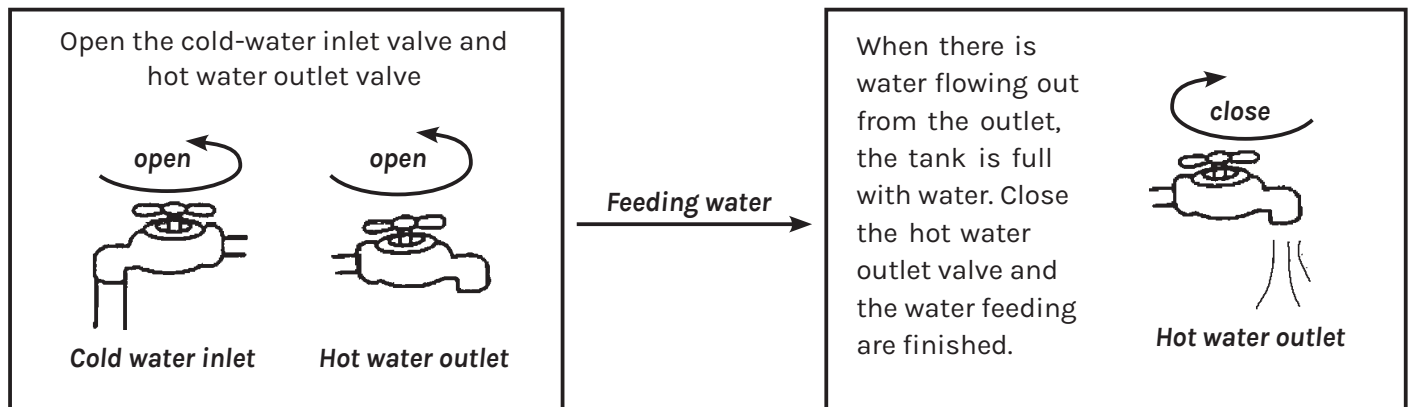 Open the cold-water inlet valve and
hot water outlet valve
open
open
Cold water inlet
Hot water outlet
Feeding water
When there is
water flowing out
from the outlet,
the tank is full
with water. Close
the hot water
outlet valve and
the water feeding
are finished.
close
Hot water outlet